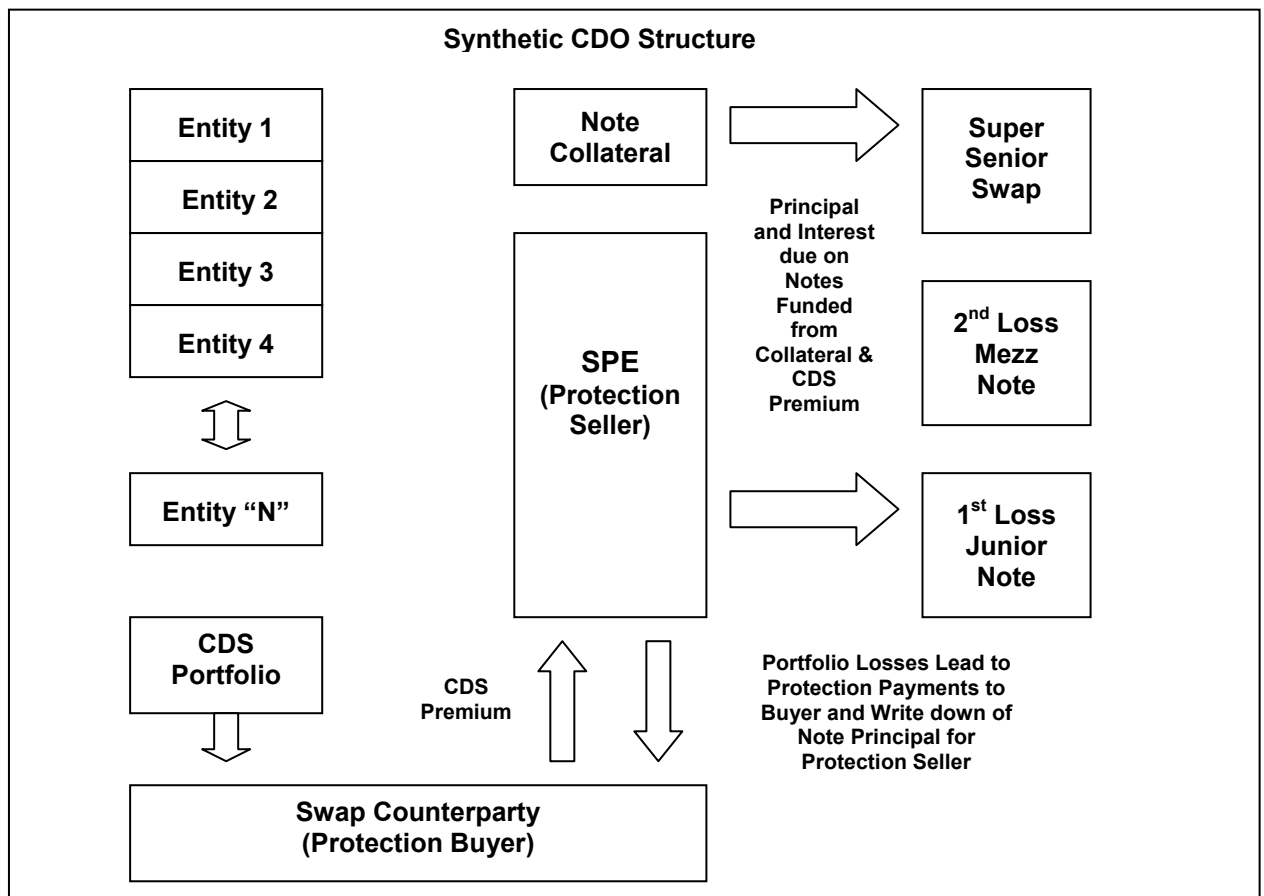 Synthetic CDO Structure
Entity 1
Entity 2
Entity 3
Entity 4
Entity “N”
CDS
Portfolio
Note
Collateral
SPE
(Protection
Seller)
Principal
and Interest
due on
Notes
Funded
from
Collateral &
CDS
Premium
Super
Senior
Swap
2nd Loss
Mezz
Note
1st Loss
Junior
Note
CDS
Premium
Portfolio Losses Lead to
Protection Payments to
Buyer and Write down of
Note Principal for
Protection Seller
Swap Counterparty
(Protection Buyer)